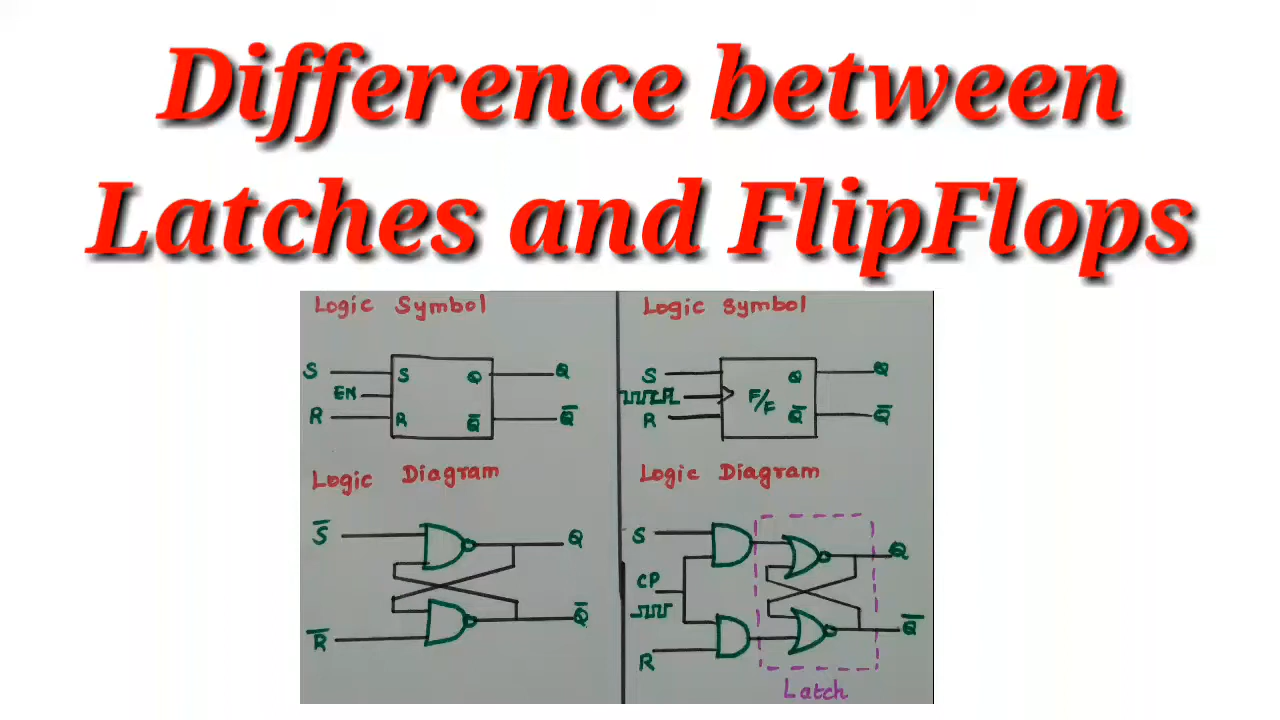 Difference between
Latches and FlipFlops
Logic Symbol
S S Q Q
EN
R R Q̅ Q̅
Logic Diagram
S̅ Q
R̅ Q̅
Logic Symbol
S Q Q
F/F
R Q̅ Q̅
Logic Diagram
S Q
CP
R Q̅
Latch